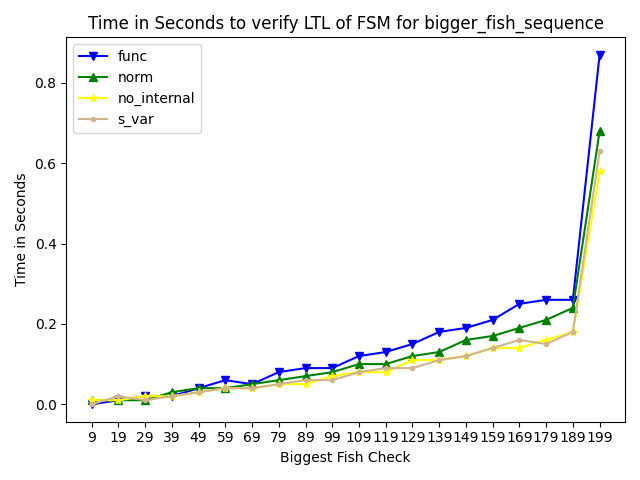 Time in Seconds to verify LTL of FSM for bigger_fish_sequence
func
norm
no_internal
s_var
Time in Seconds
0.8
0.6
0.4
0.2
0.0
9 19 29 39 49 59 69 79 89 99 109 119 129 139 149 159 169 179 189 199
Biggest Fish Check